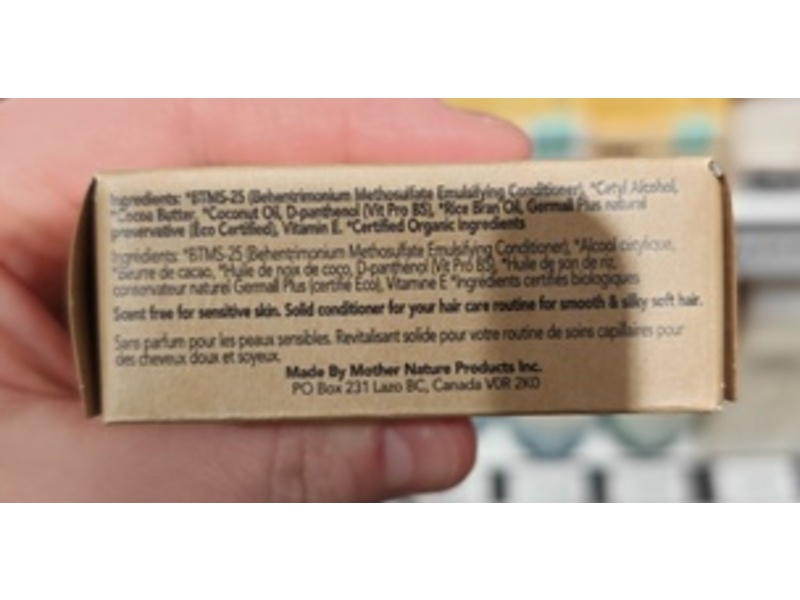 Ingredients: *BTMS-25 (Behentrimonium Methosulfate Emulsifying Conditioner), *Cetyl Alcohol,
*Cocoa Butter, *Coconut Oil, D-panthenol (Vit Pro B5), *Rice Bran Oil, Germall Plus natural
preservative (Eco Certified), Vitamin E. *Certified Organic Ingredients
Ingrédients: *BTMS-25 (Behentrimonium Methosulfate Emulsifying Conditioner), *Alcool cétylique,
*Beurre de cacao, *Huile de noix de coco, D-panthenol (Vit Pro B5), *Huile de son de riz,
conservateur naturel Germall Plus (certifié Eco), Vitamine E *ingrédients certifiés biologiques
Scent free for sensitive skin. Solid conditioner for your hair care routine for smooth & silky soft hair.
Sans parfum pour les peaux sensibles. Revitalisant solide pour votre routine de soins capillaires pour
des cheveux doux et soyeux.
Made By Mother Nature Products Inc.
PO Box 231 Lazo BC, Canada V0R 2K0